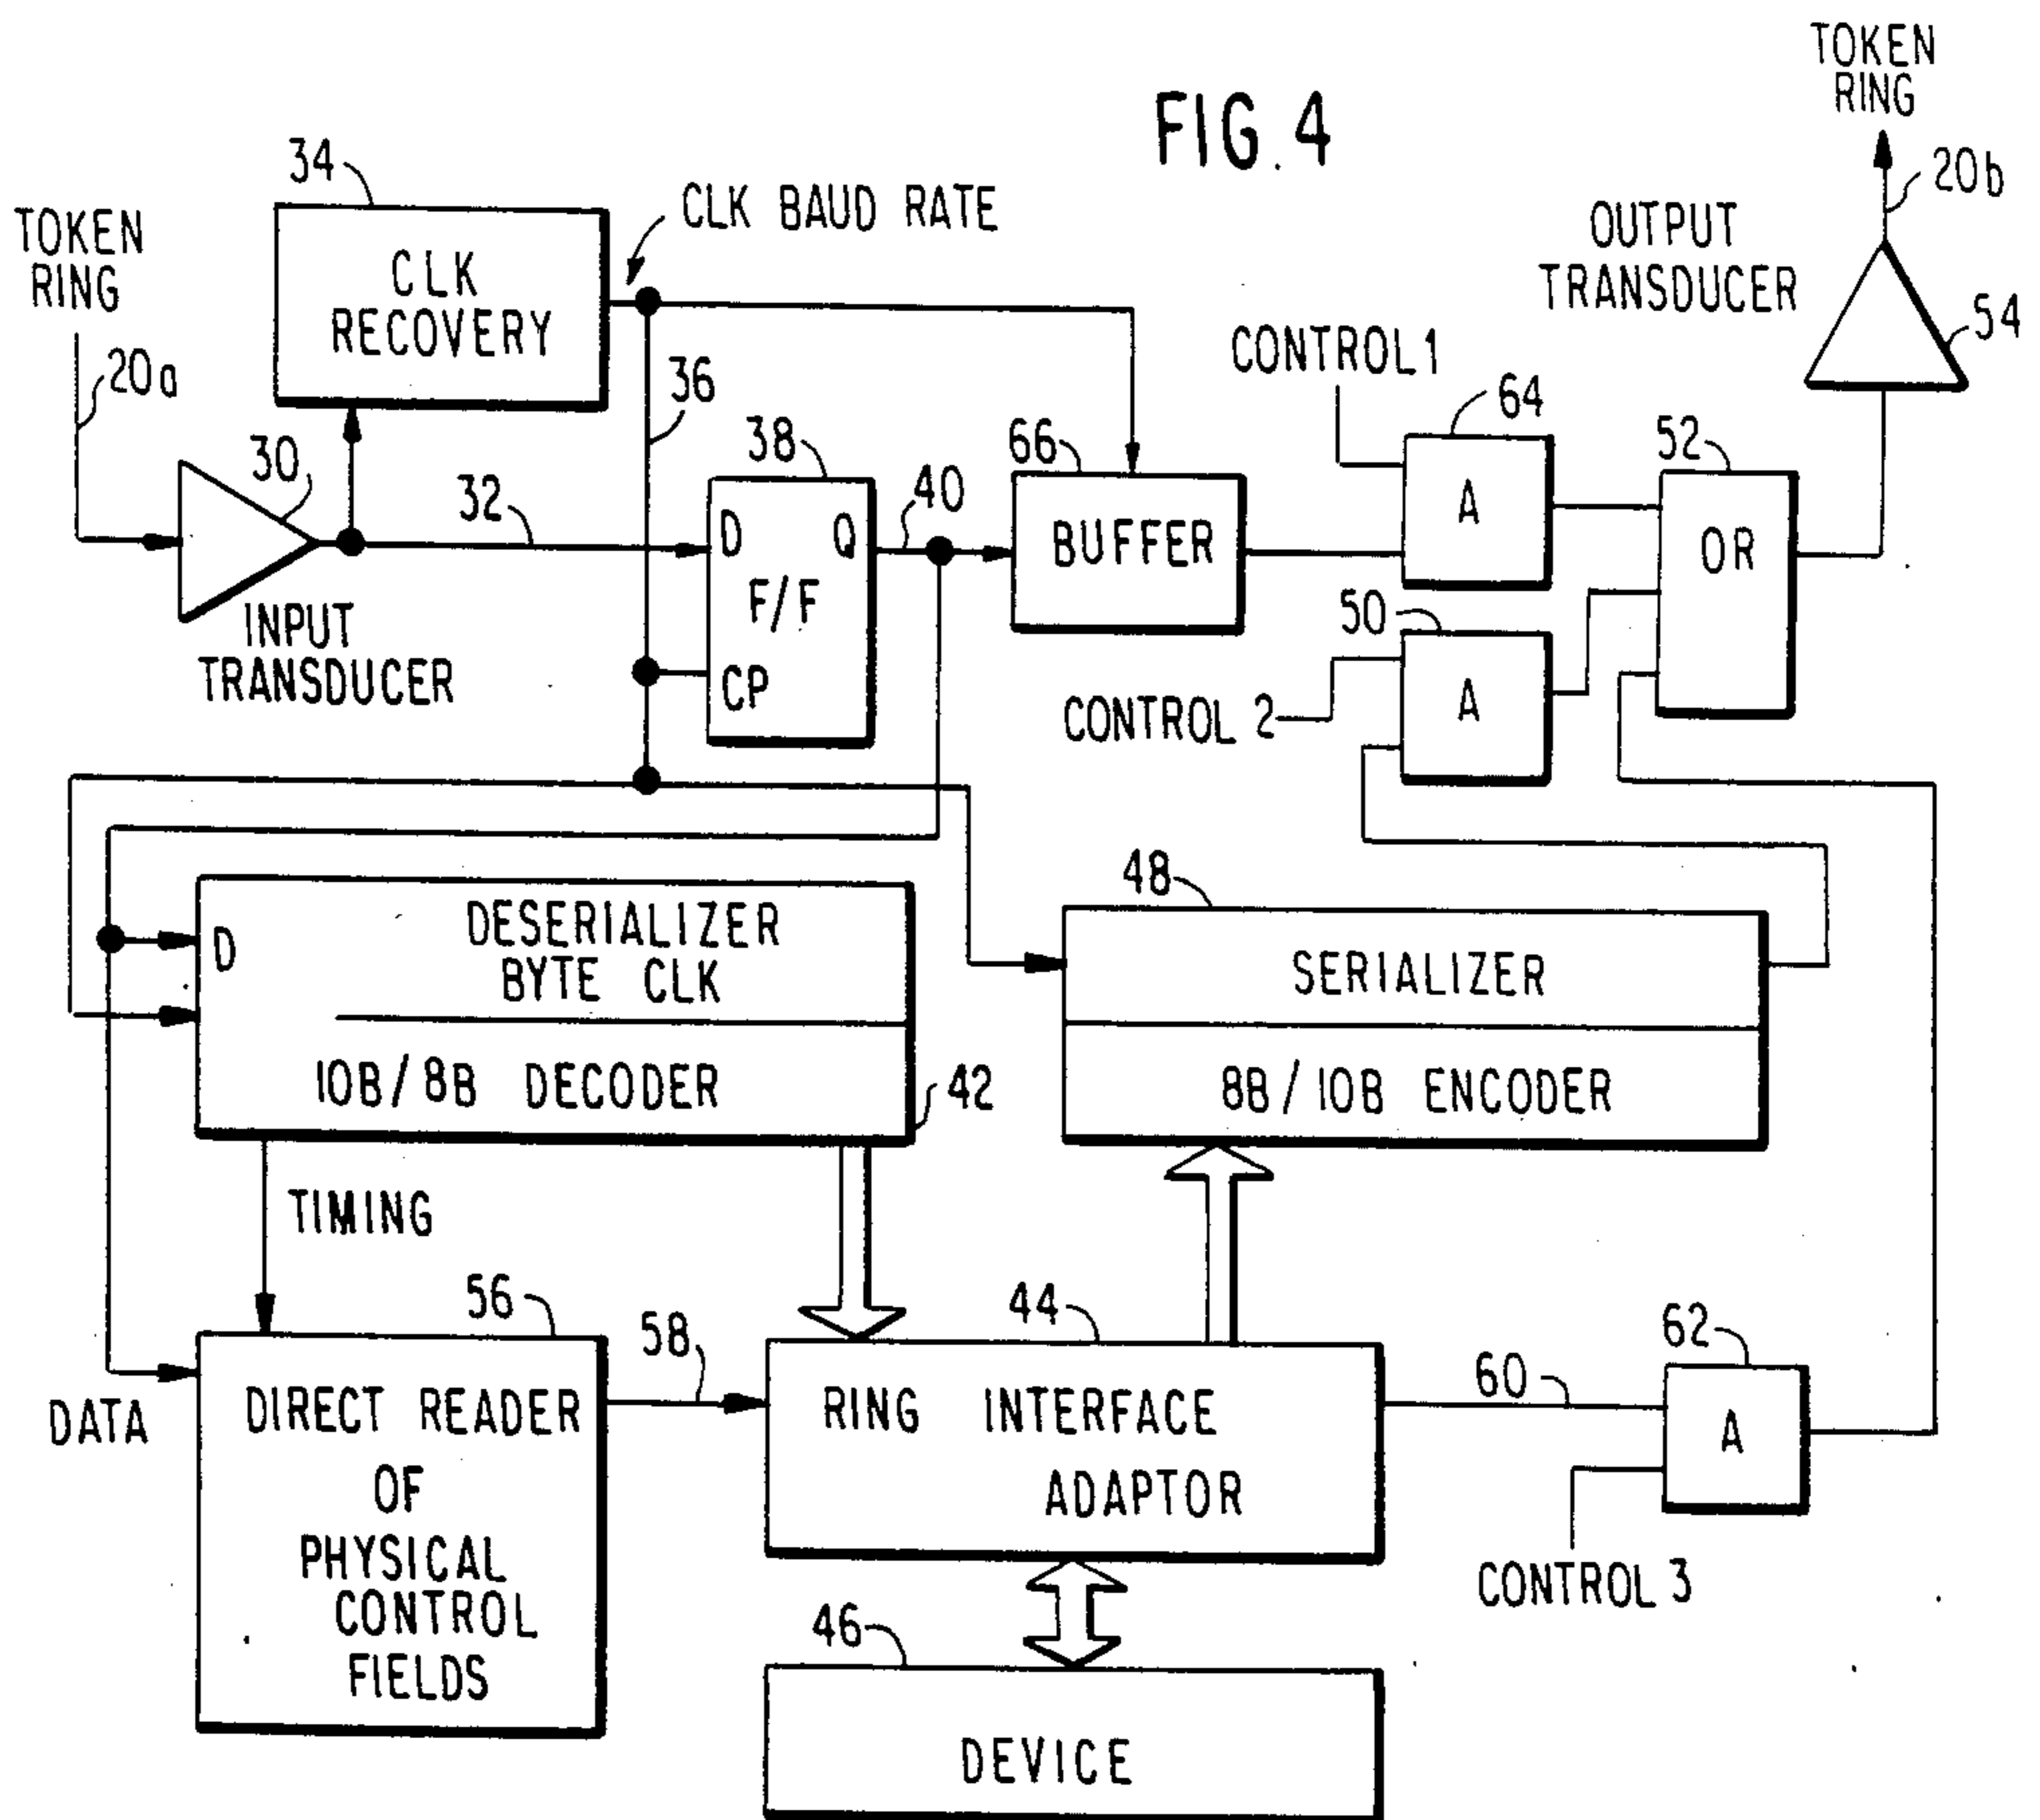 TOKEN
RING
FIG. 4
20b
34
CLK BAUD RATE
TOKEN
RING
CLK
RECOVERY
OUTPUT
TRANSDUCER
54
CONTROL 1
20a
36
64
30
38
66
52
32
40
D
Q
BUFFER
A
OR
F/F
INPUT
TRANSDUCER
50
CP
CONTROL 2
A
48
D
DESERIALIZER
BYTE CLK
SERIALIZER
10B/8B DECODER
42
8B/10B ENCODER
TIMING
56
58
44
62
60
DATA
DIRECT READER
OF
PHYSICAL
CONTROL
FIELDS
RING INTERFACE
ADAPTOR
A
CONTROL 3
46
DEVICE